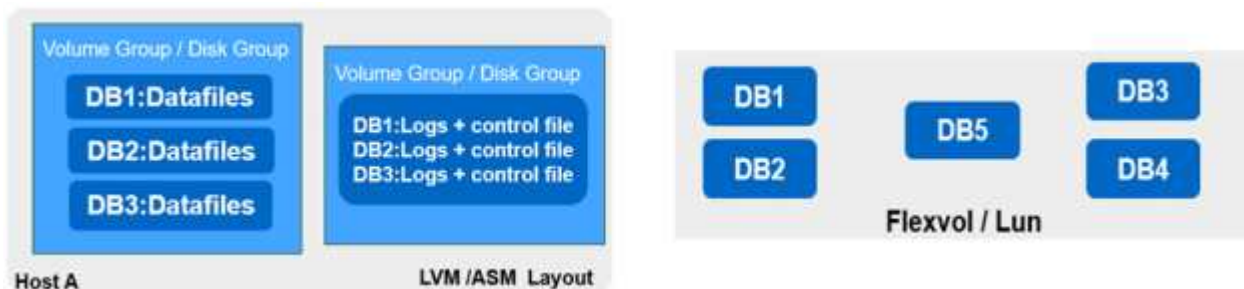 Volume Group / Disk Group
DB1:Datafiles
DB2:Datafiles
DB3:Datafiles
Volume Group / Disk Group
DB1:Logs + control file
DB2:Logs + control file
DB3:Logs + control file
Host A
LVM /ASM Layout
DB1
DB2
DB5
DB3
DB4
Flexvol / Lun